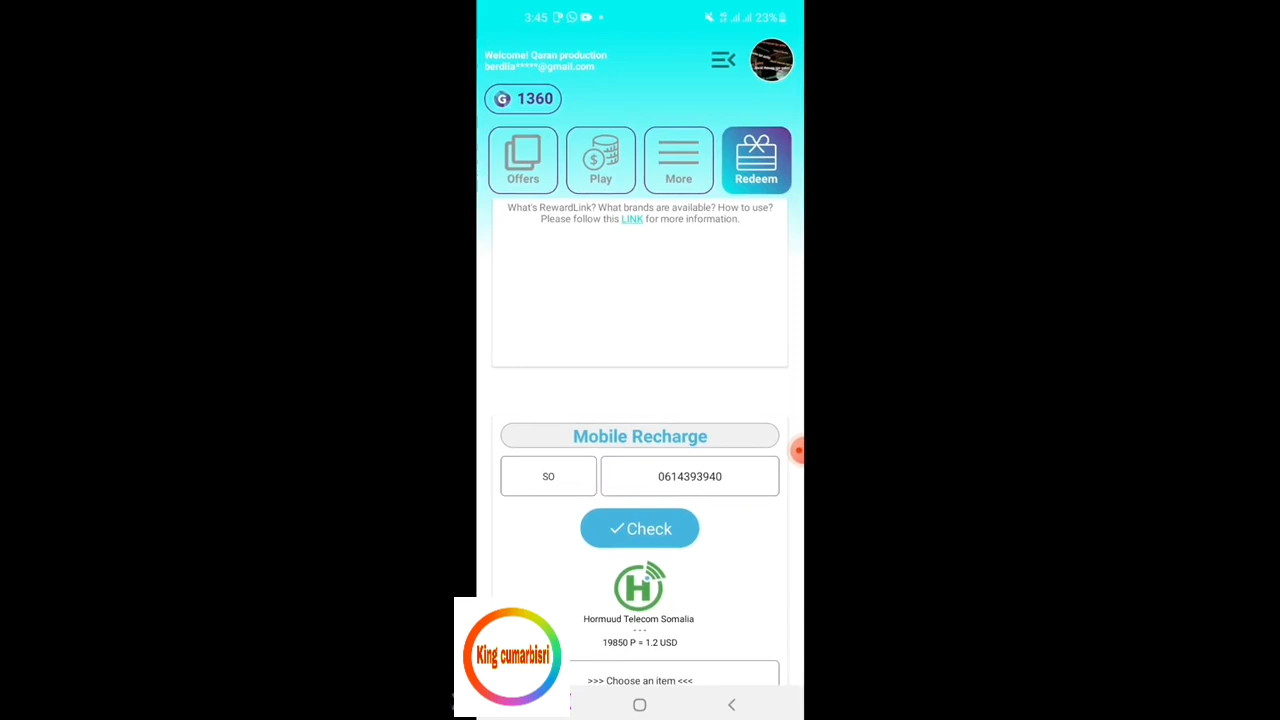 3:45
23%
Welcome! Qaran production
berdiia*****@gmail.com
G 1360
Offers
Play
More
Redeem
What's RewardLink? What brands are available? How to use?
Please follow this LINK for more information.
Mobile Recharge
SO
0614393940
Check
H
Hormuud Telecom Somalia
---
19850 P = 1.2 USD
>>> Choose an item <<<
King cumarbisri